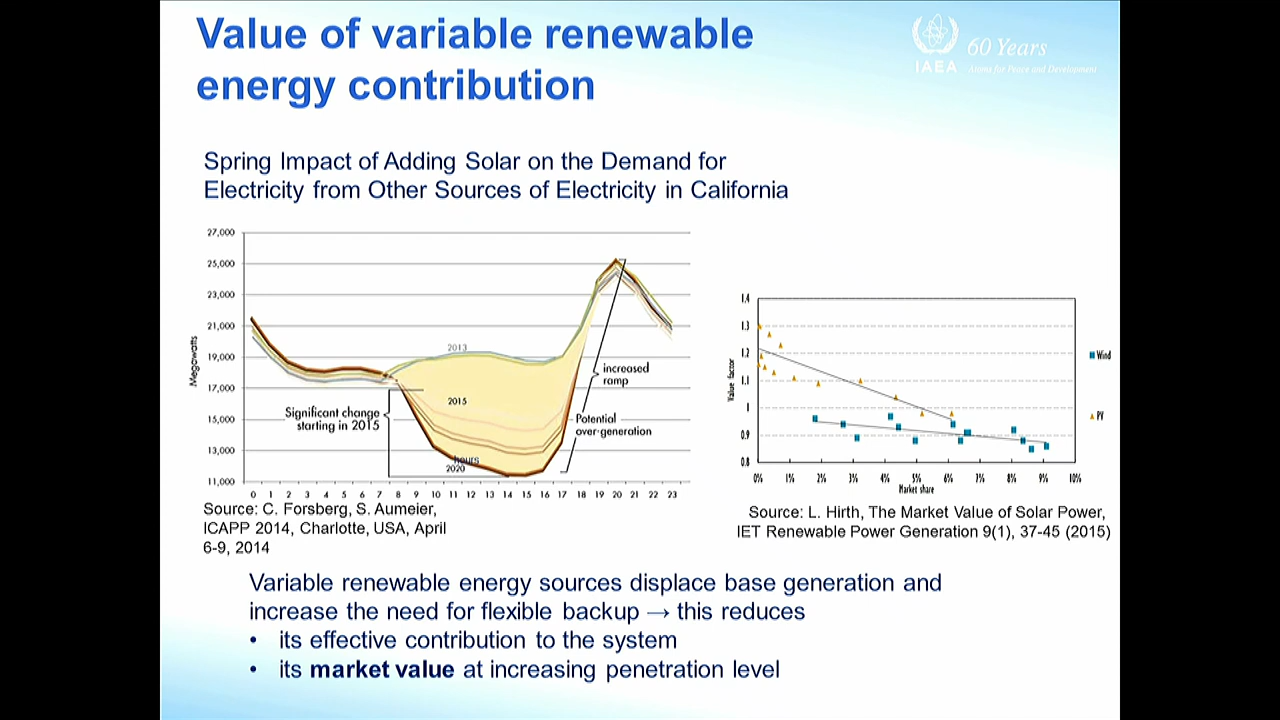 Value of variable renewable
energy contribution
60 Years
IAEA
Atoms for Peace and Development
Spring Impact of Adding Solar on the Demand for
Electricity from Other Sources of Electricity in California
27,000
25,000
23,000
21,000
19,000
17,000
15,000
13,000
11,000
Megawatts
2013
2015
hours
2020
Significant change
starting in 2015
increased
ramp
Potential
over-generation
0 1 2 3 4 5 6 7 8 9 10 11 12 13 14 15 16 17 18 19 20 21 22 23
Source: C. Forsberg, S. Aumeier,
ICAPP 2014, Charlotte, USA, April
6-9, 2014
1.4
1.3
1.2
1.1
1
0.9
0.8
Value factor
0% 1% 2% 3% 4% 5% 6% 7% 8% 9% 10%
Market share
Wind
PV
Source: L. Hirth, The Market Value of Solar Power,
IET Renewable Power Generation 9(1), 37-45 (2015)
Variable renewable energy sources displace base generation and
increase the need for flexible backup → this reduces
• its effective contribution to the system
• its market value at increasing penetration level